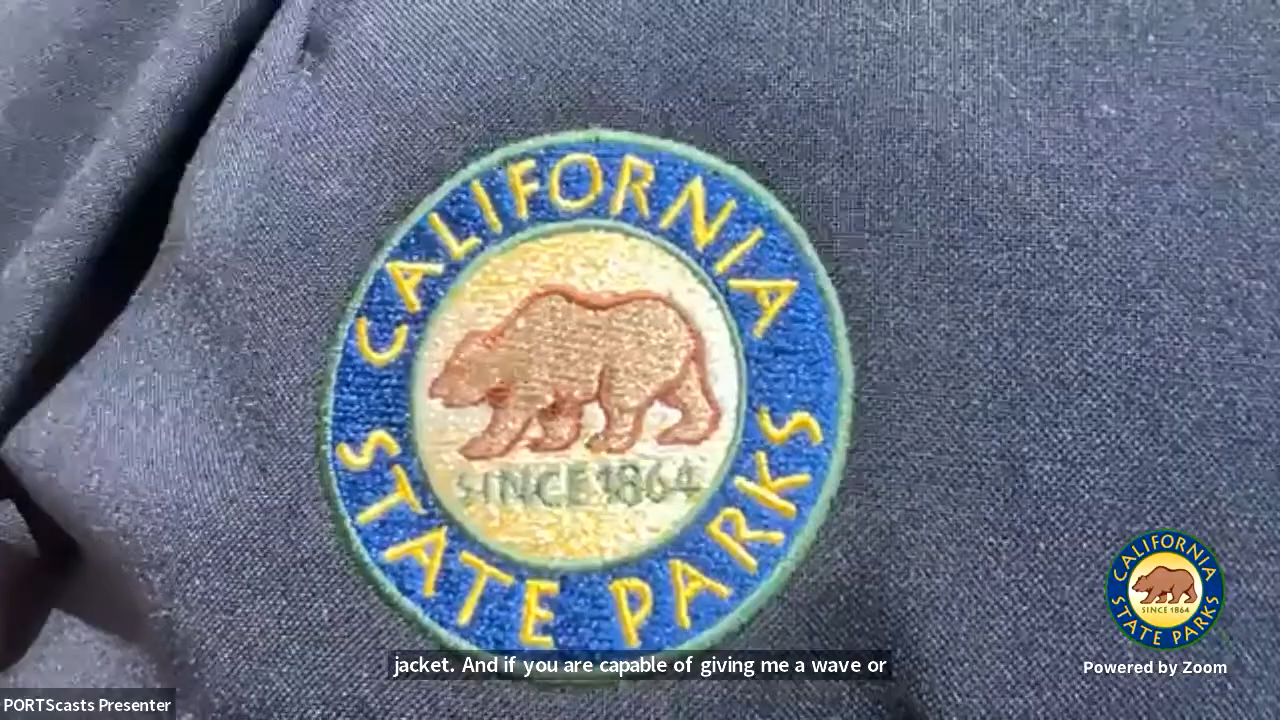 CALIFORNIA
SINCE 1864
STATE PARKS
CALIFORNIA
SINCE 1864
STATE PARKS
Powered by Zoom
jacket. And if you are capable of giving me a wave or
PORTScasts Presenter